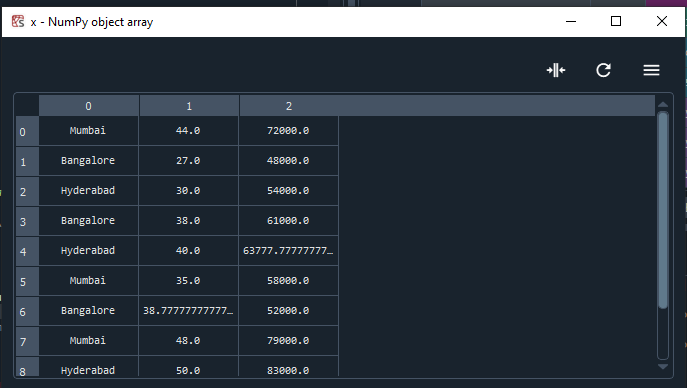 x - NumPy object array
0 1 2
0 Mumbai 44.0 72000.0
1 Bangalore 27.0 48000.0
2 Hyderabad 30.0 54000.0
3 Bangalore 38.0 61000.0
4 Hyderabad 40.0 63777.77777777…
5 Mumbai 35.0 58000.0
6 Bangalore 38.77777777777… 52000.0
7 Mumbai 48.0 79000.0
8 Hyderabad 50.0 83000.0